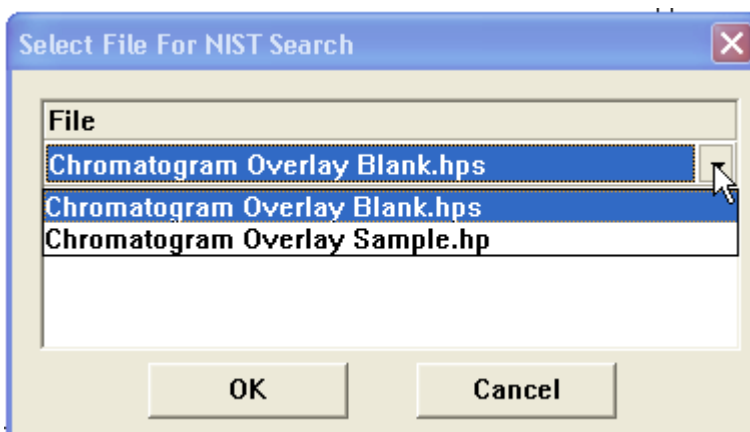 Select File For NIST Search
File
Chromatogram Overlay Blank.hps
Chromatogram Overlay Blank.hps
Chromatogram Overlay Sample.hp
OK
Cancel